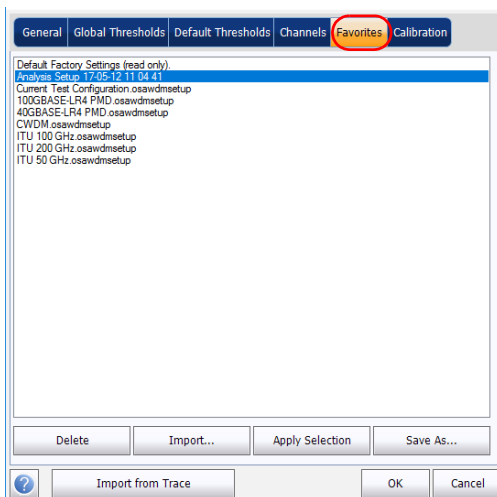 General Global Thresholds Default Thresholds Channels Favorites Calibration
Default Factory Settings (read only).
Analysis Setup 17-05-12 11 04 41
Current Test Configuration.osawdmsetup
100GBASE-LR4 PMD.osawdmsetup
40GBASE-LR4 PMD.osawdmsetup
CWDM.osawdmsetup
ITU 100 GHz.osawdmsetup
ITU 200 GHz.osawdmsetup
ITU 50 GHz.osawdmsetup
Delete Import... Apply Selection Save As...
? Import from Trace OK Cancel